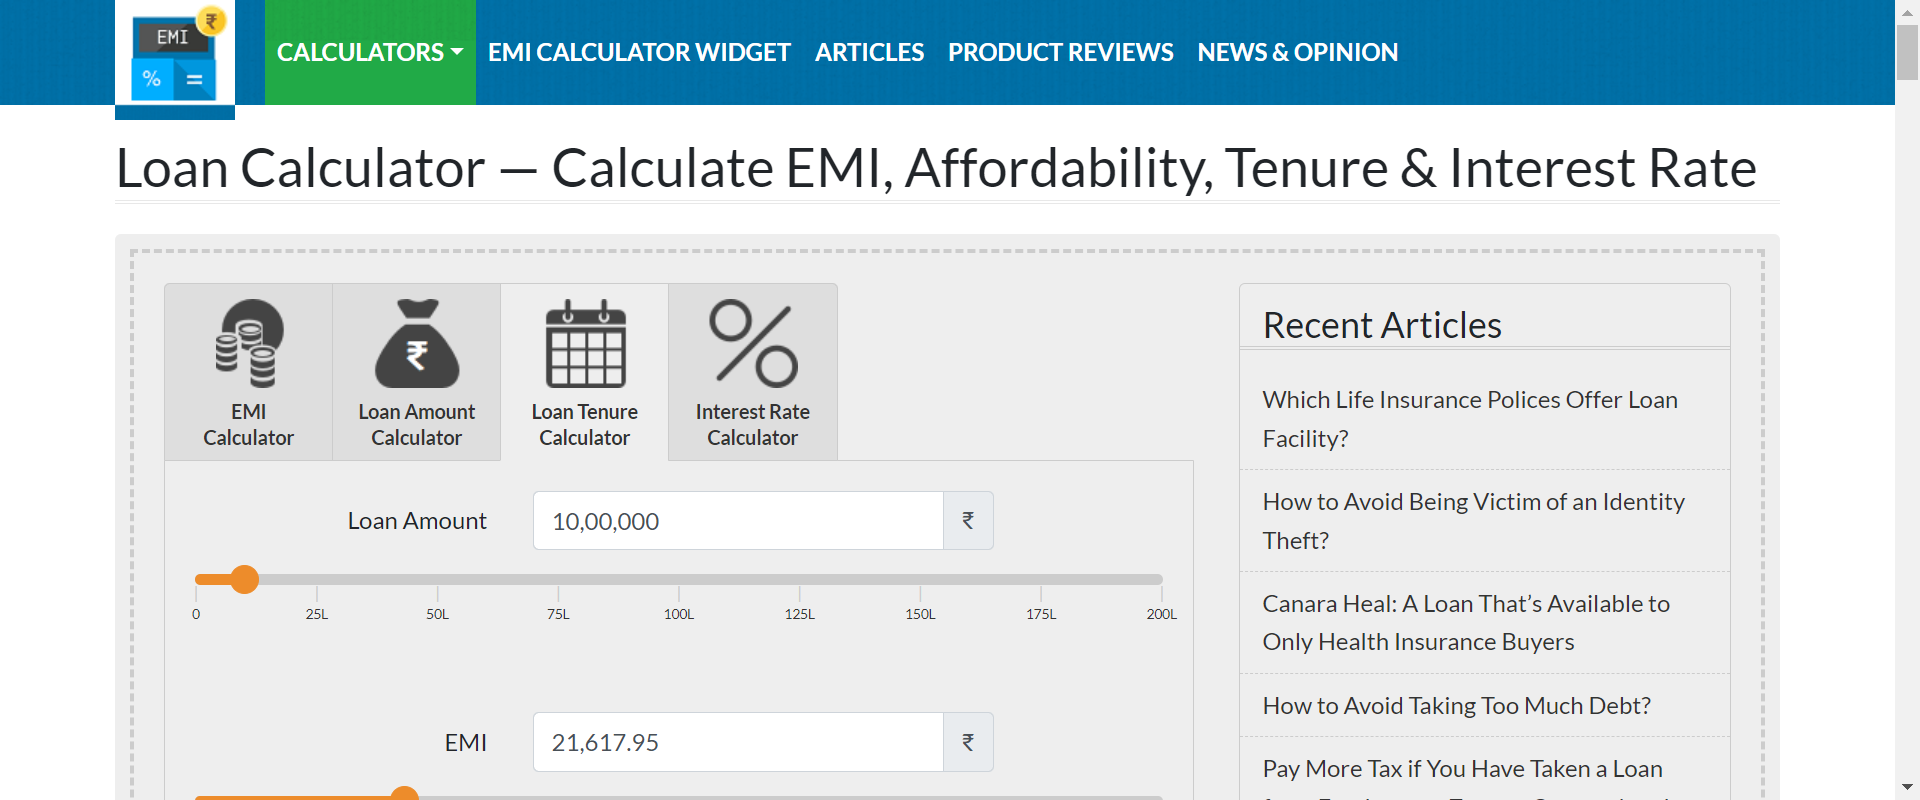 EMI
₹
%
=
CALCULATORS EMI CALCULATOR WIDGET ARTICLES PRODUCT REVIEWS NEWS & OPINION
Loan Calculator — Calculate EMI, Affordability, Tenure & Interest Rate
EMI
Calculator
₹
Loan Amount
Calculator
Loan Tenure
Calculator
Interest Rate
Calculator
Loan Amount 10,00,000 ₹
0 25L 50L 75L 100L 125L 150L 175L 200L
EMI 21,617.95 ₹
Recent Articles
Which Life Insurance Polices Offer Loan
Facility?
How to Avoid Being Victim of an Identity
Theft?
Canara Heal: A Loan That’s Available to
Only Health Insurance Buyers
How to Avoid Taking Too Much Debt?
Pay More Tax if You Have Taken a Loan